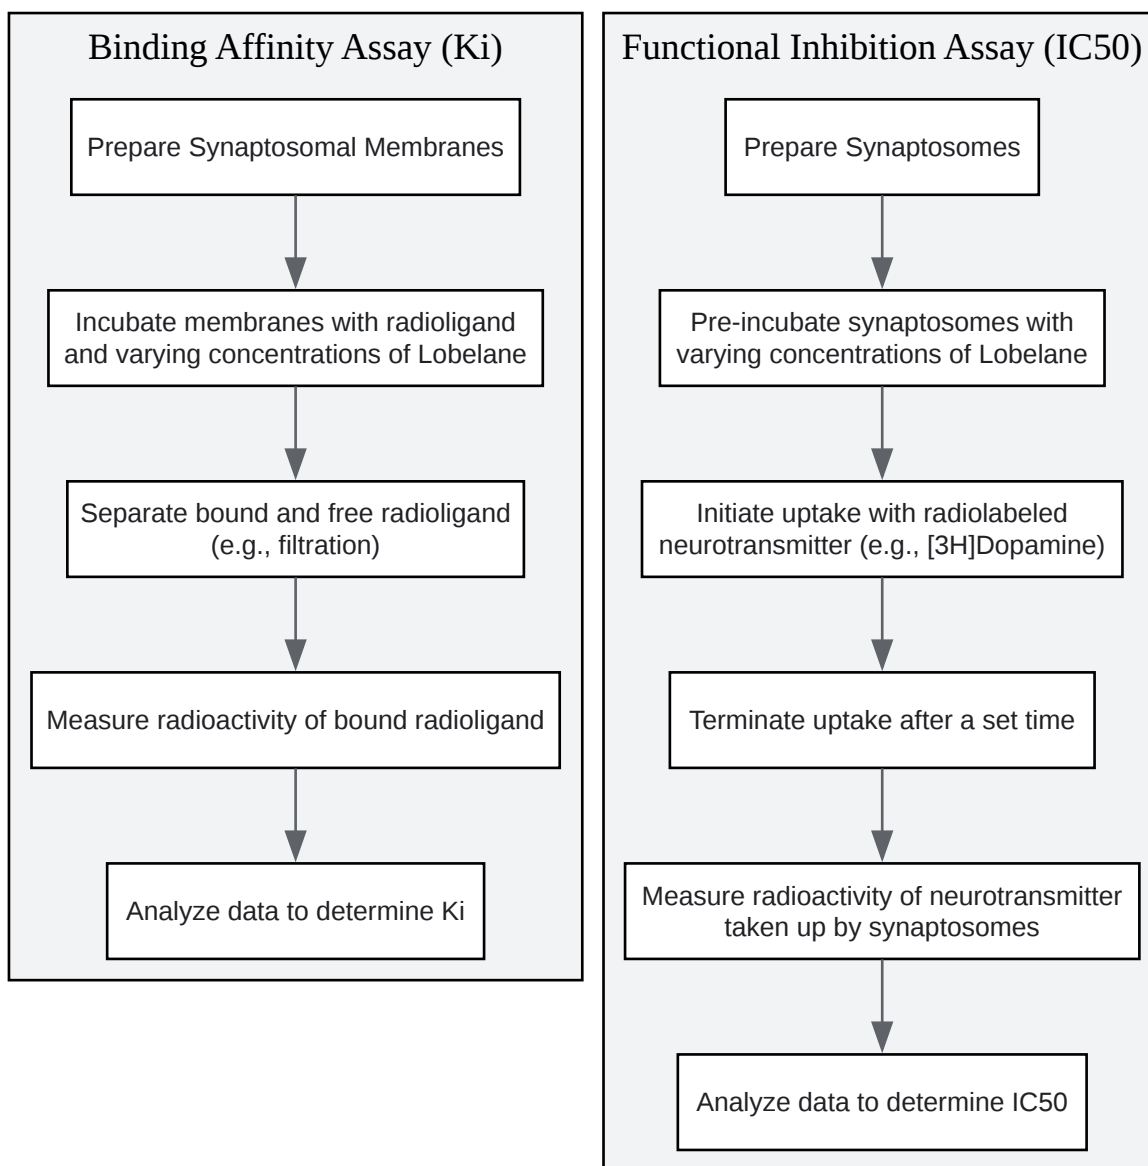 Binding Affinity Assay (Ki)
Prepare Synaptosomal Membranes
Incubate membranes with radioligand
and varying concentrations of Lobelane
Separate bound and free radioligand
(e.g., filtration)
Measure radioactivity of bound radioligand
Analyze data to determine Ki
Functional Inhibition Assay (IC50)
Prepare Synaptosomes
Pre-incubate synaptosomes with
varying concentrations of Lobelane
Initiate uptake with radiolabeled
neurotransmitter (e.g., [3H]Dopamine)
Terminate uptake after a set time
Measure radioactivity of neurotransmitter
taken up by synaptosomes
Analyze data to determine IC50